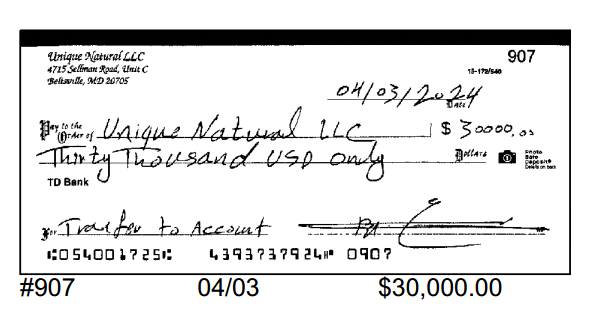 Unique Natural LLC
907
4715 Sellman Road, Unit C
13-172/540
Beltsville, MD 20705
04/03/2024
DATE
Pay to the Order of Unique Natural LLC $ 30000.00
Thirty Thousand USD only Dollars Photo Safe Deposit® Details on back
TD Bank
For Transfer to Account
⑆054001725⑆ 4393737924⑈ 0907
#907 04/03 $30,000.00